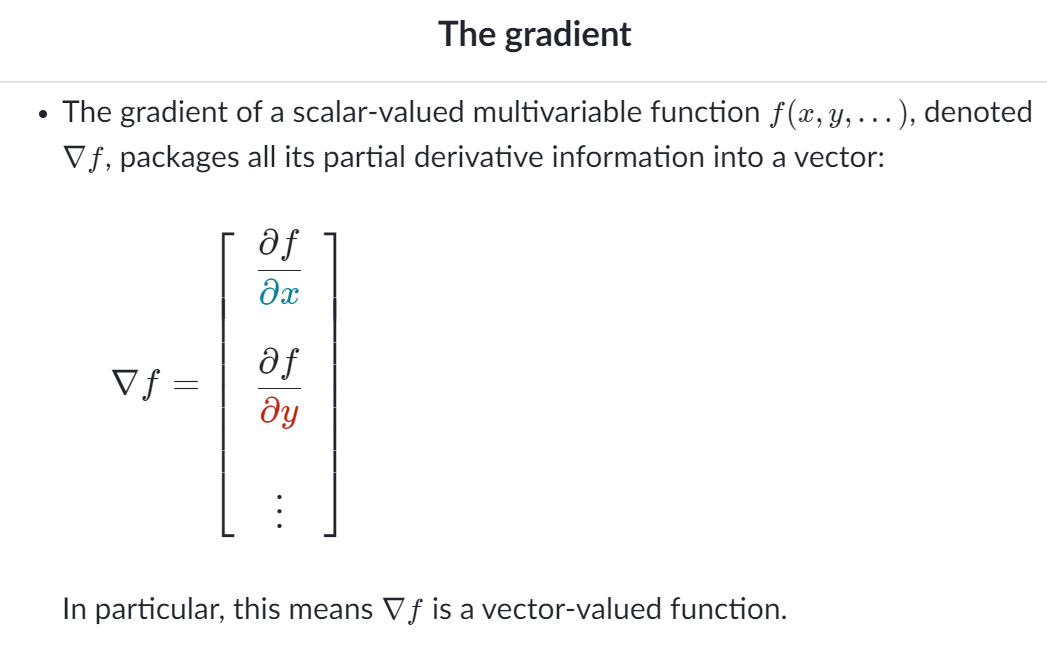 The gradient
• The gradient of a scalar-valued multivariable function f(x, y, . . . ), denoted
∇f, packages all its partial derivative information into a vector:
∂f
∂x
∂f
∂y
∇f =
⋮
In particular, this means ∇f is a vector-valued function.